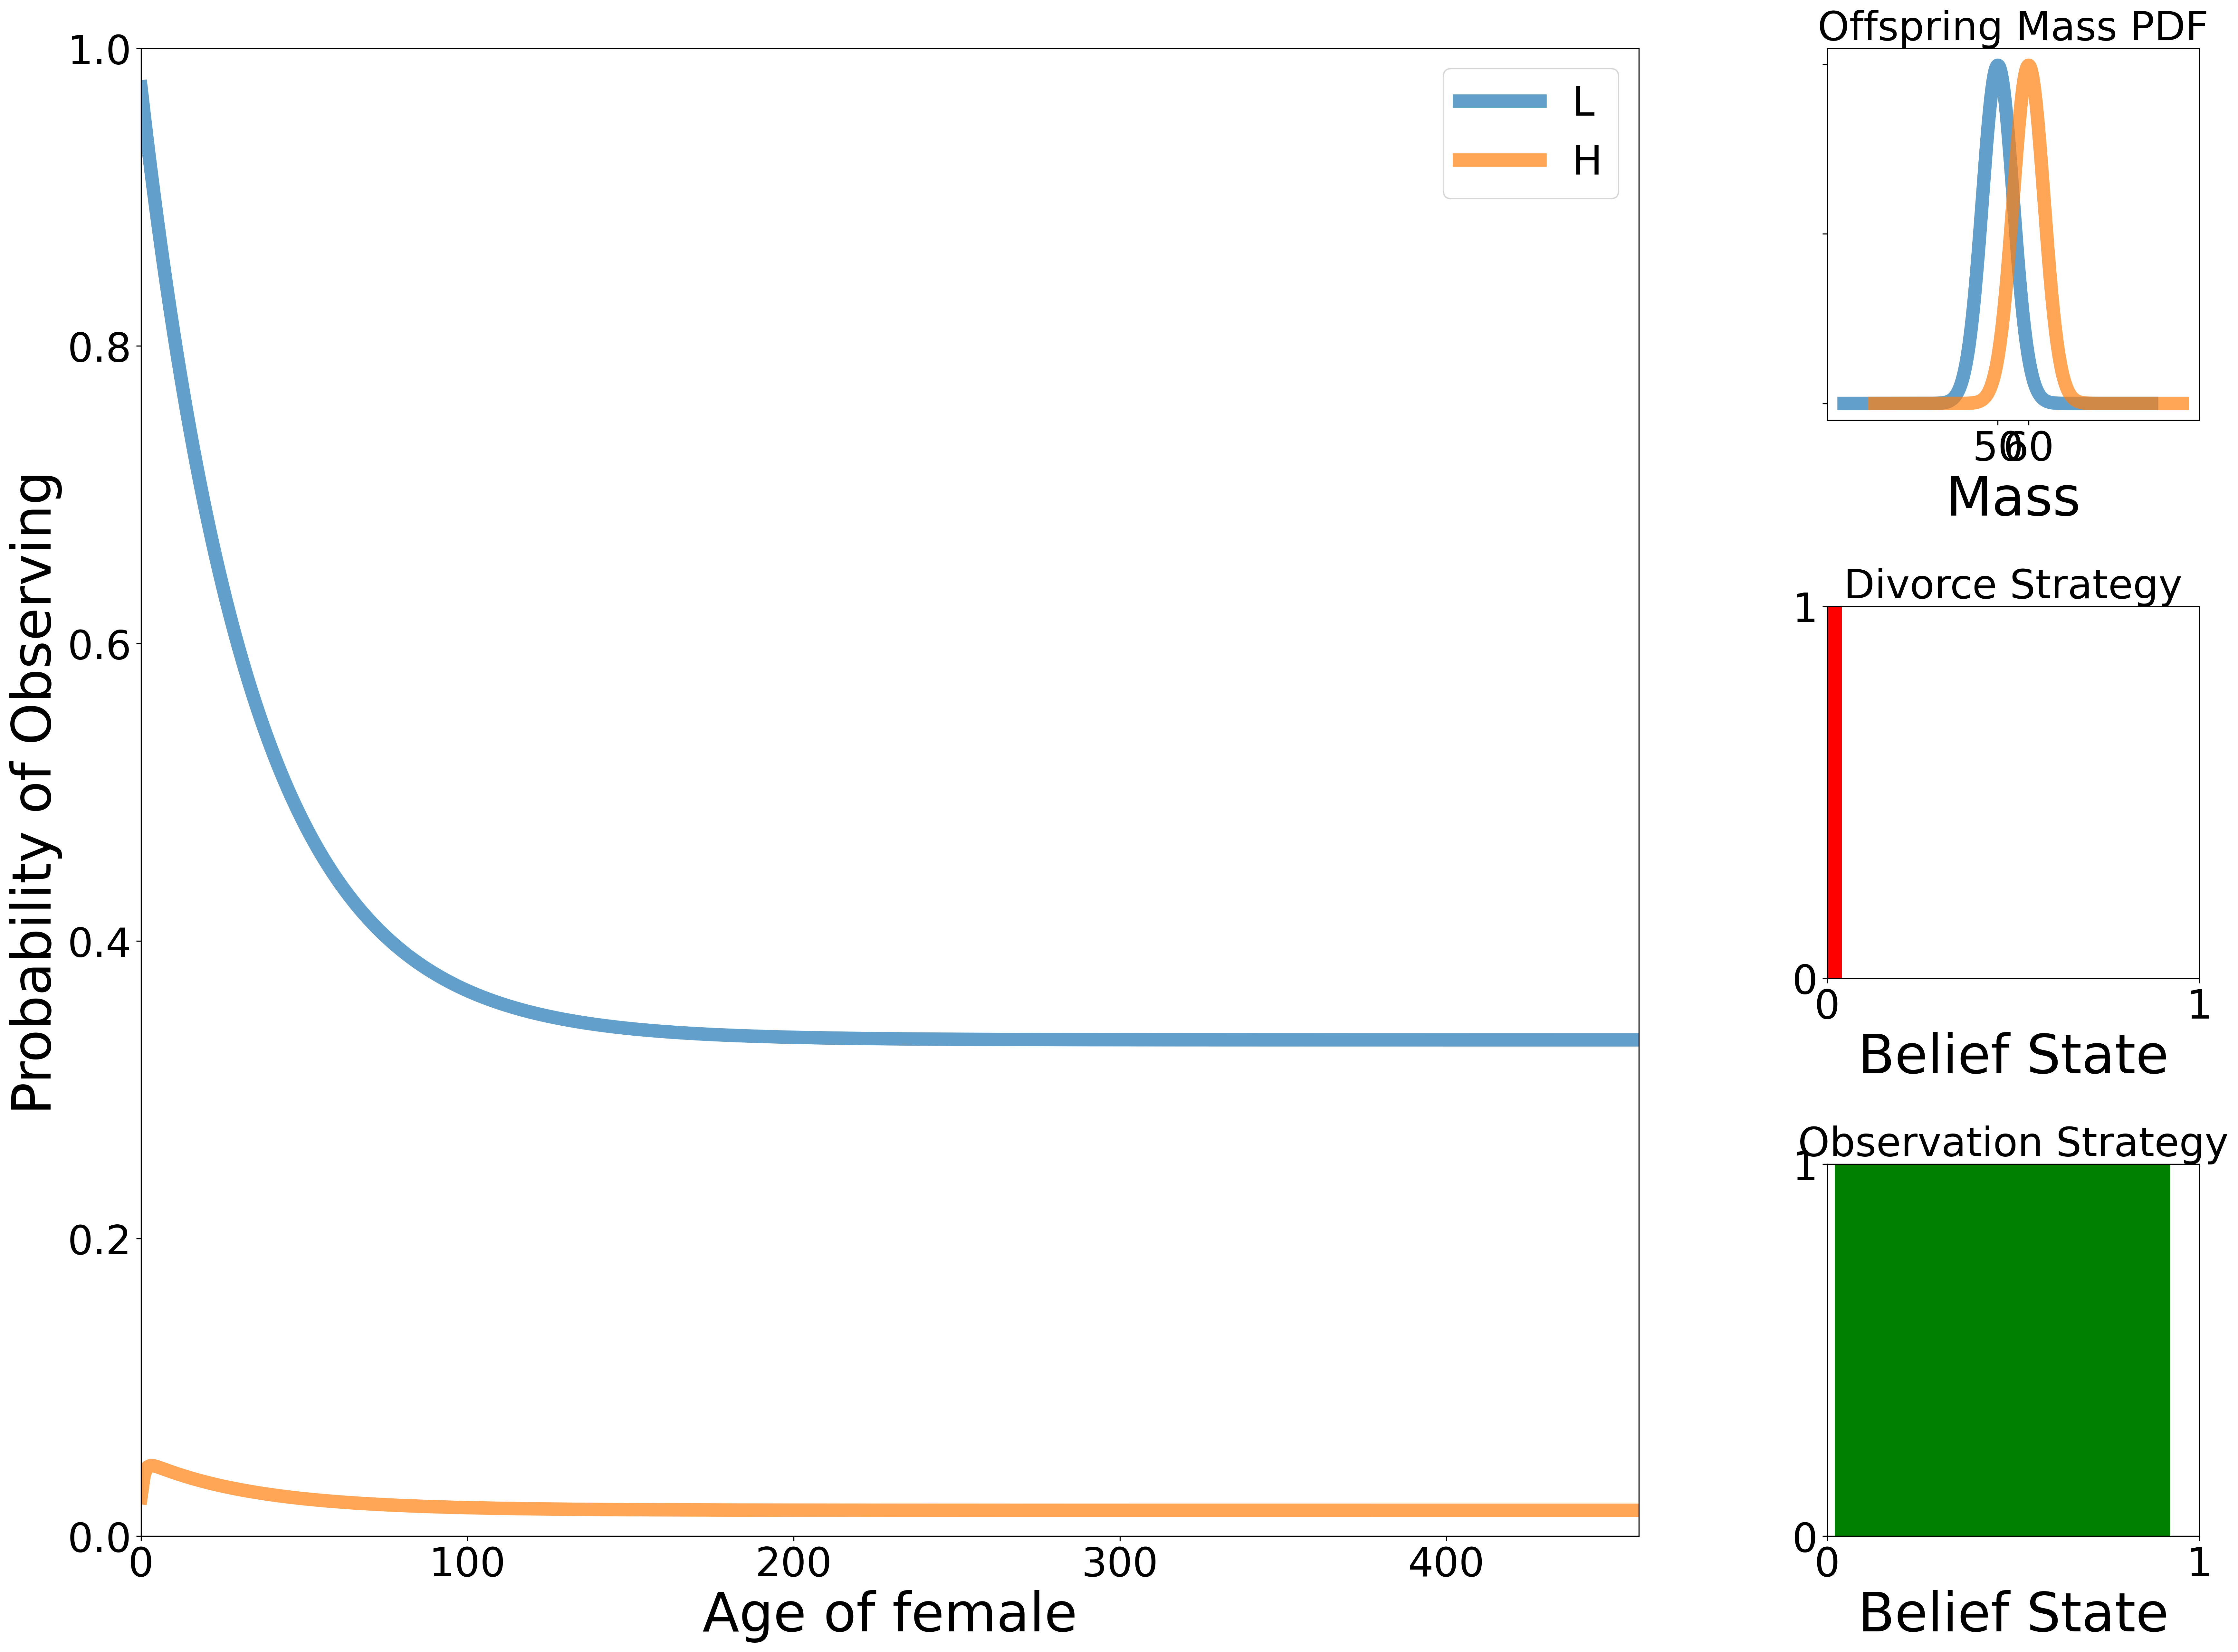 Probability of Observing
1.0
0.8
0.6
0.4
0.2
0.0
0
100
200
300
400
Age of female
L
H
Offspring Mass PDF
50
60
Mass
Divorce Strategy
1
0
0
1
Belief State
Observation Strategy
1
0
0
1
Belief State